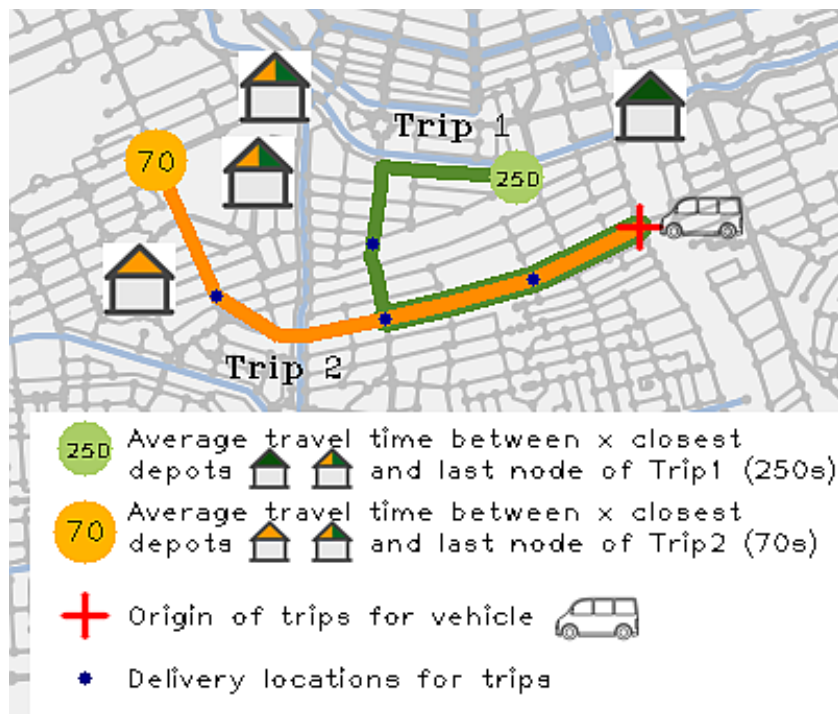 Trip 1
70
250
Trip 2
250 Average travel time between x closest
depots and last node of Trip1 (250s)
70 Average travel time between x closest
depots and last node of Trip2 (70s)
Origin of trips for vehicle
Delivery locations for trips